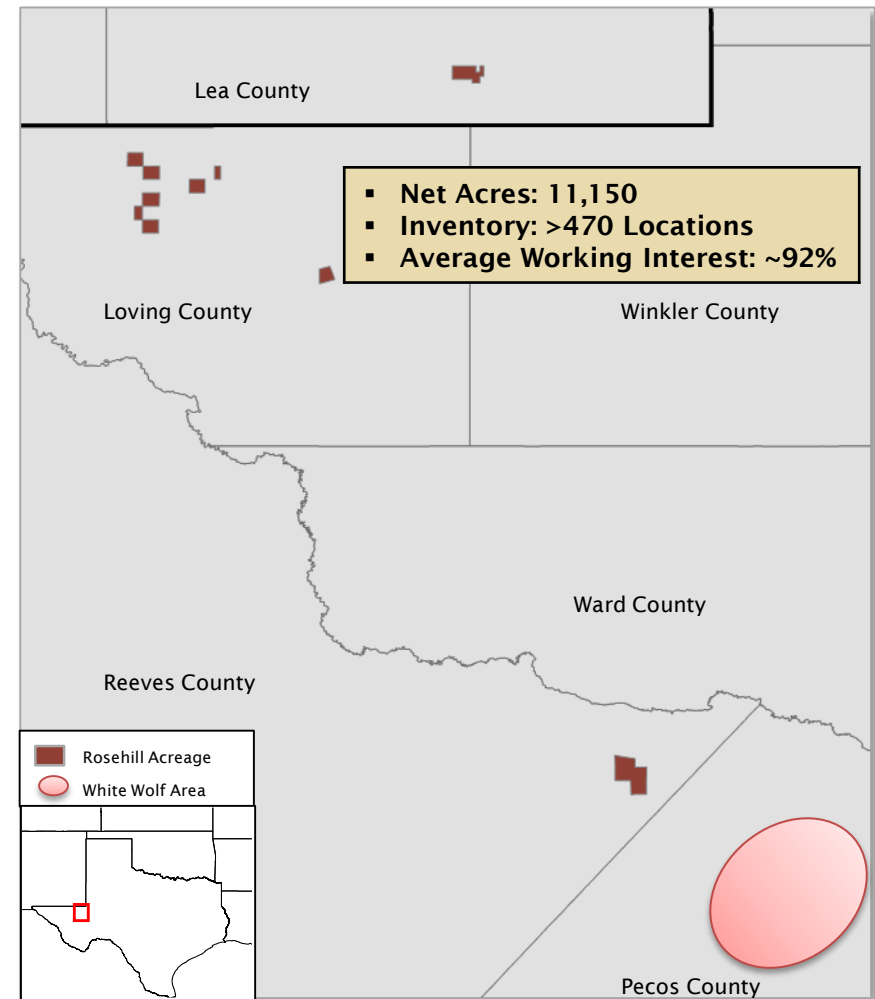 Lea County
▪ Net Acres: 11,150
▪ Inventory: >470 Locations
▪ Average Working Interest: ~92%
Loving County
Winkler County
Ward County
Reeves County
Rosehill Acreage
White Wolf Area
Pecos County